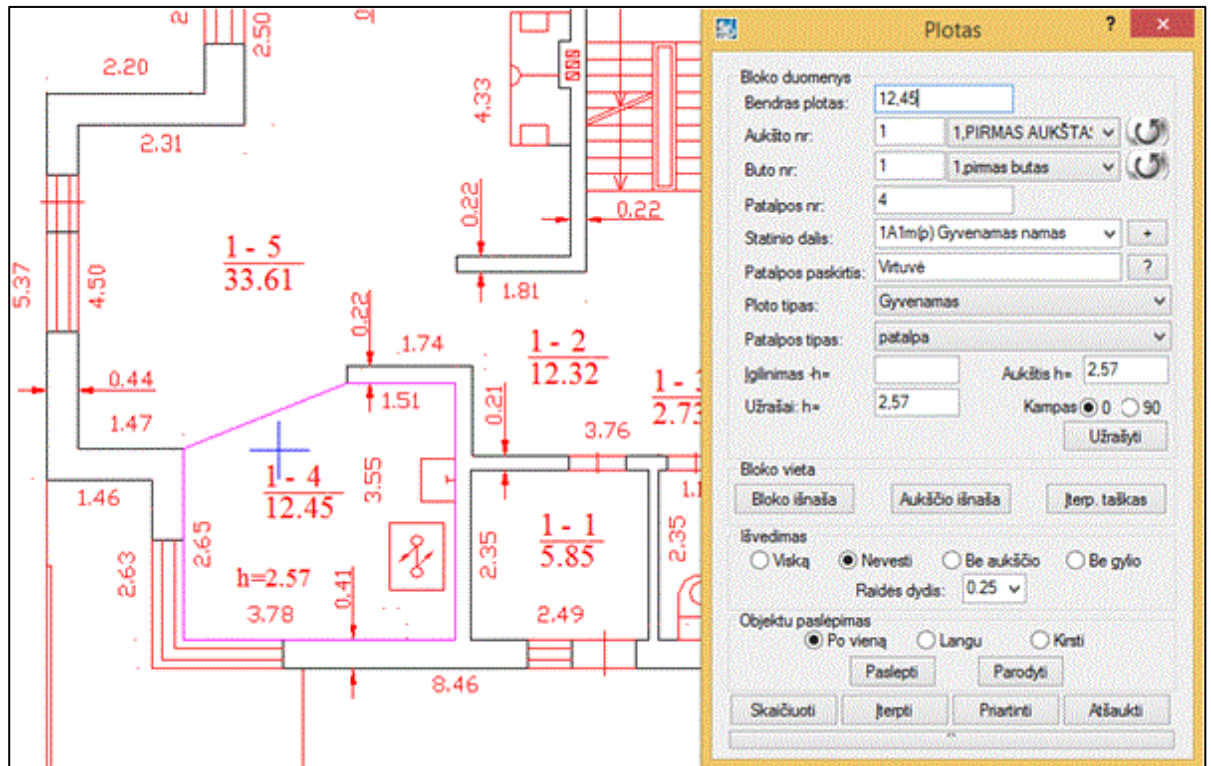 2.50
2.20
2.31
4.33
0.22
0.22
1 - 5
33.61
5.37
4.50
1.81
0.22
1.74
1 - 2
12.32
2.73
0.44
1.51
0.21
1.47
3.76
1 - 4
12.45
3.55
1.46
2.65
2.63
1 - 1
5.85
2.35
2.35
h=2.57
0.41
3.78
2.49
8.46
Plotas ?
Bloko duomenys
Bendras plotas: 12,45
Aukšto nr: 1 1,PIRMAS AUKŠTAS
Buto nr: 1 1,pirmas butas
Patalpos nr: 4
Statinio dalis: 1A1m(p) Gyvenamas namas +
Patalpos paskirtis: Virtuvė ?
Ploto tipas: Gyvenamas
Patalpos tipas: patalpa
Įgilinimas -h= Aukštis h= 2,57
Užrašai: h= 2,57 Kampas 0 90
Užrašyti
Bloko vieta
Bloko išnaša Aukščio išnaša Įterp. taškas
Išvedimas
Viską Nevesti Be aukščio Be gylio
Raidės dydis: 0.25
Objektu paslėpimas
Po vieną Langu Kirsti
Paslėpti Parodyti
Skaičiuoti Įterpti Priartinti Atšaukti